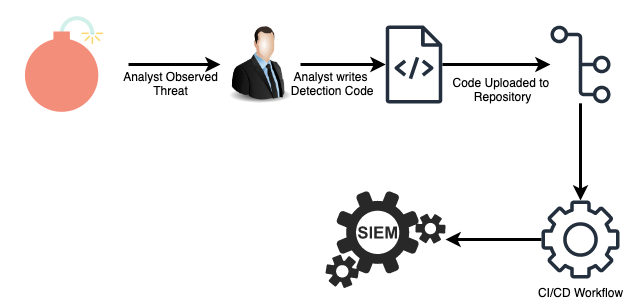 Analyst Observed
Threat
Analyst writes
Detection Code
</>
Code Uploaded to
Repository
SIEM
CI/CD Workflow